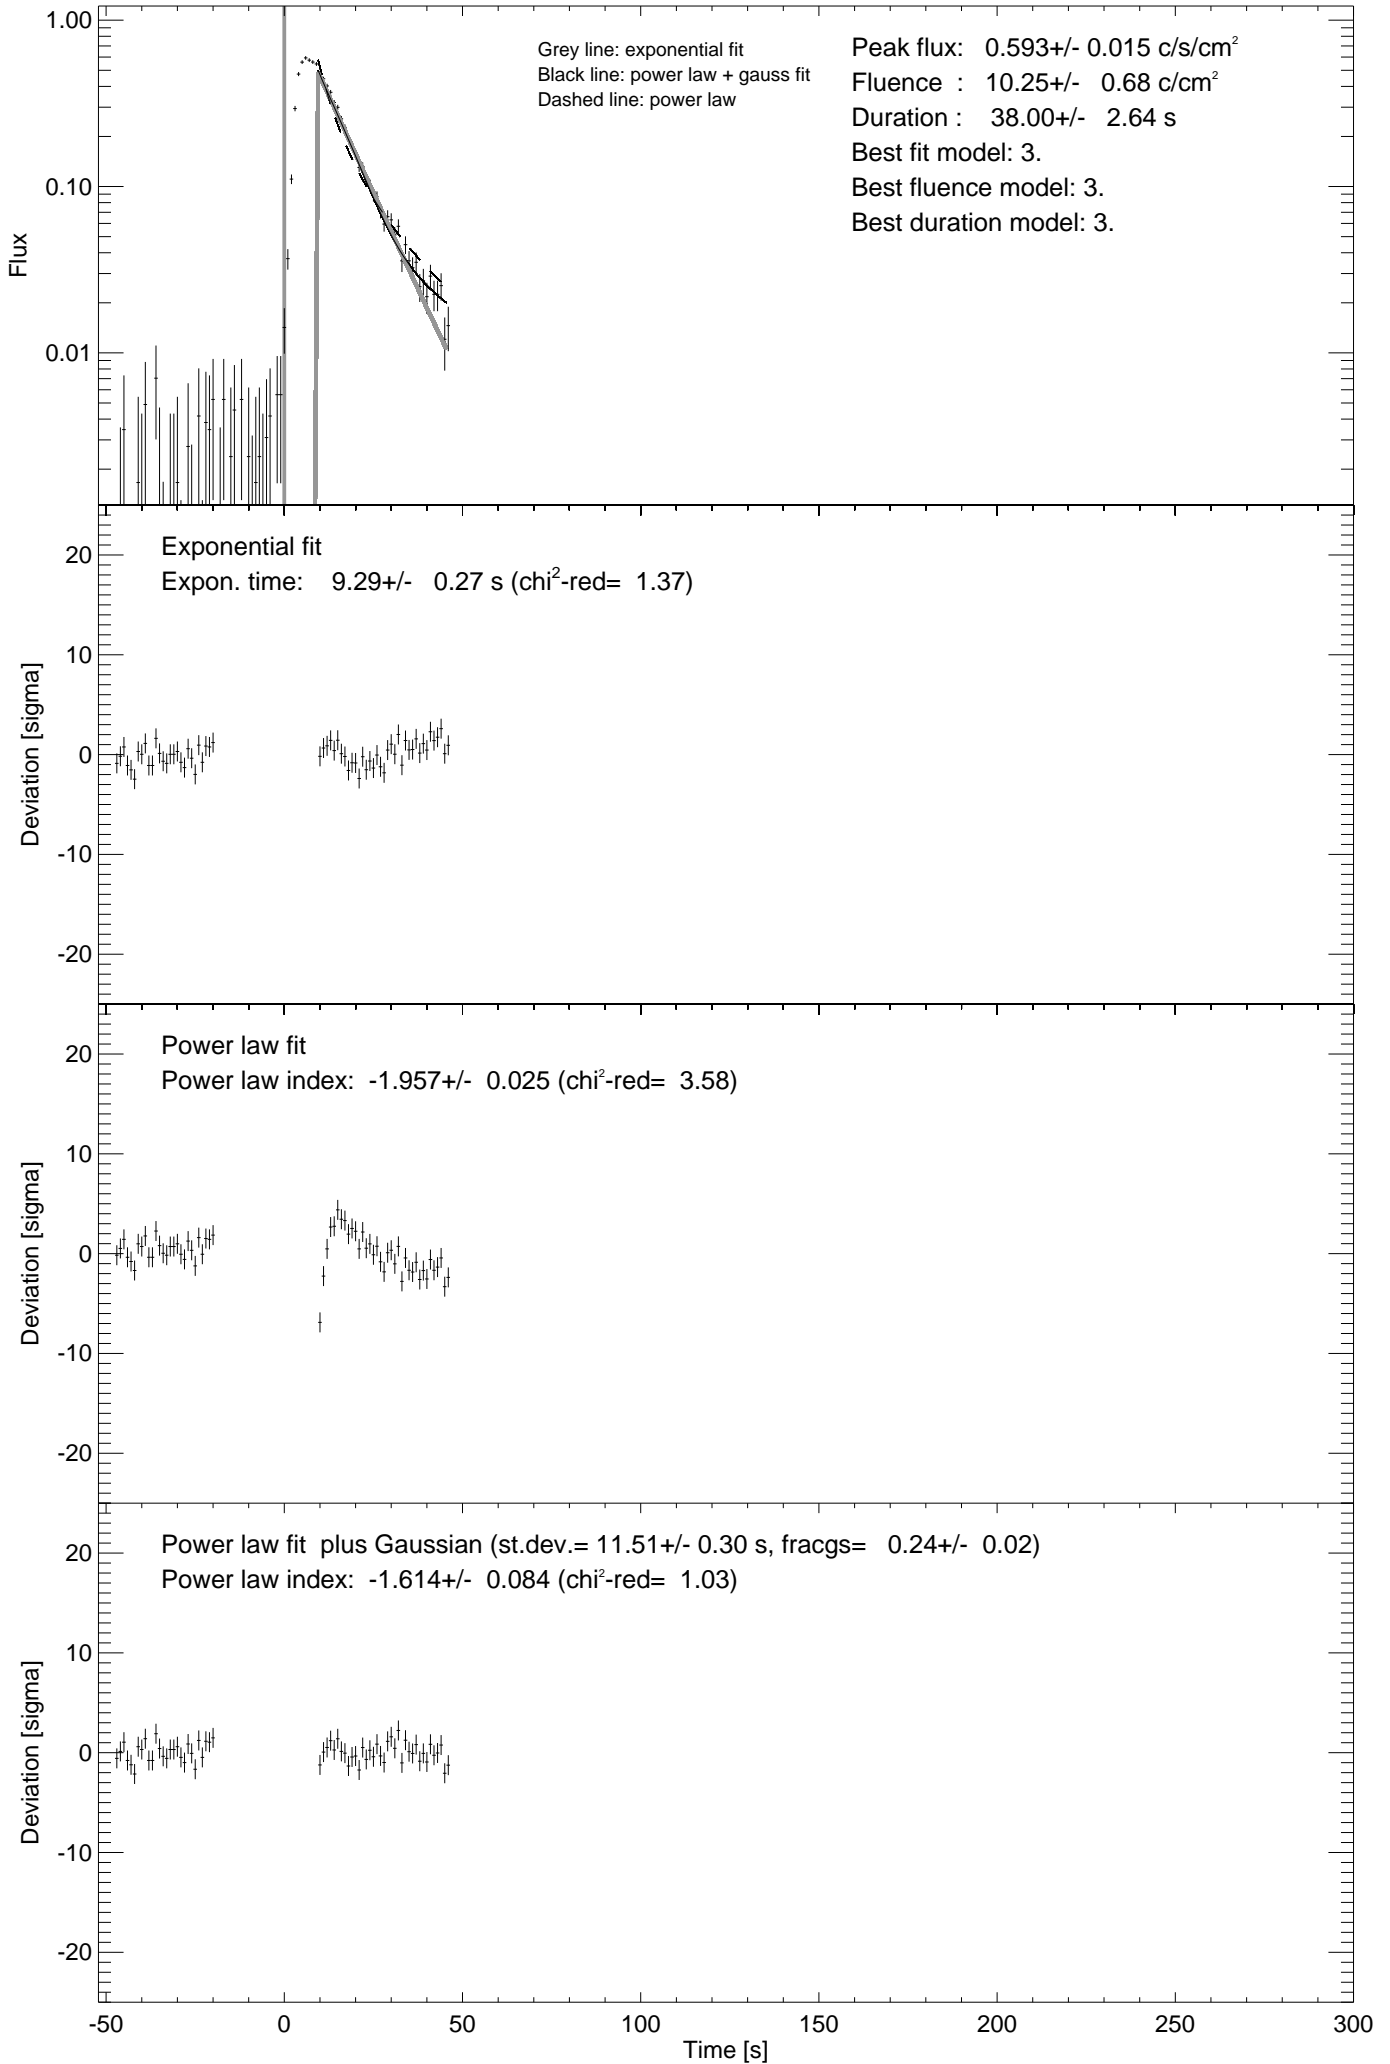 1.00
0.10
0.01
Flux
Grey line: exponential fit
Black line: power law + gauss fit
Dashed line: power law
Peak flux: 0.593+/- 0.015 c/s/cm²
Fluence : 10.25+/- 0.68 c/cm²
Duration : 38.00+/- 2.64 s
Best fit model: 3.
Best fluence model: 3.
Best duration model: 3.
Exponential fit
Expon. time: 9.29+/- 0.27 s (chi²-red= 1.37)
20
10
0
-10
-20
Deviation [sigma]
Power law fit
Power law index: -1.957+/- 0.025 (chi²-red= 3.58)
20
10
0
-10
-20
Deviation [sigma]
Power law fit plus Gaussian (st.dev.= 11.51+/- 0.30 s, fracgs= 0.24+/- 0.02)
Power law index: -1.614+/- 0.084 (chi²-red= 1.03)
20
10
0
-10
-20
Deviation [sigma]
-50 0 50 100 150 200 250 300
Time [s]